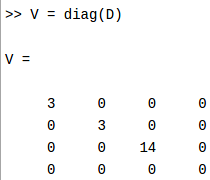 >> V = diag(D)
V =
3 0 0 0
0 3 0 0
0 0 14 0
0 0 0 0